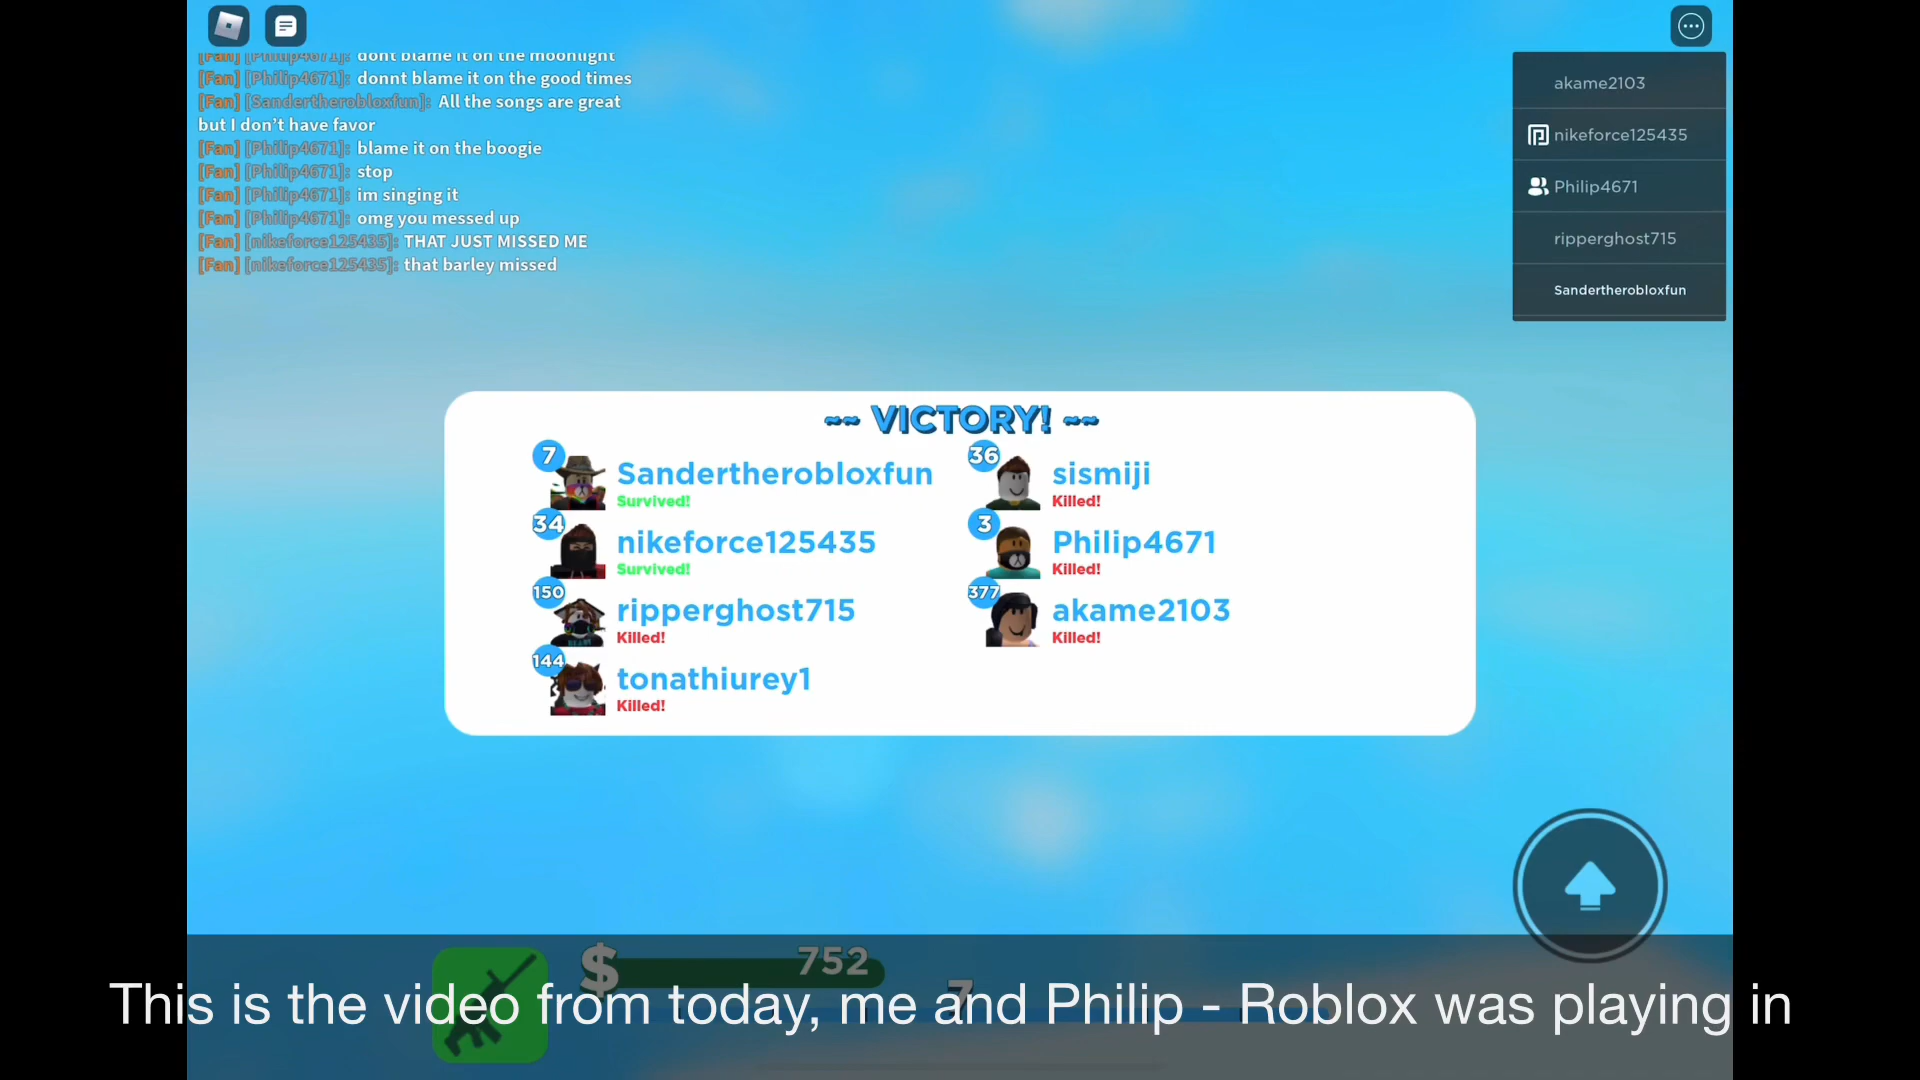 [Fan] [Philip4671]: dont blame it on the moonlight
[Fan] [Philip4671]: donnt blame it on the good times
[Fan] [Sandertherobloxfun]: All the songs are great
but I don't have favor
[Fan] [Philip4671]: blame it on the boogie
[Fan] [Philip4671]: stop
[Fan] [Philip4671]: im singing it
[Fan] [Philip4671]: omg you messed up
[Fan] [nikeforce125435]: THAT JUST MISSED ME
[Fan] [nikeforce125435]: that barley missed
akame2103
nikeforce125435
Philip4671
ripperghost715
Sandertherobloxfun
~~ VICTORY! ~~
7
Sandertherobloxfun
Survived!
34
nikeforce125435
Survived!
150
ripperghost715
Killed!
144
tonathiurey1
Killed!
36
sismiji
Killed!
3
Philip4671
Killed!
377
akame2103
Killed!
$ 752
7
This is the video from today, me and Philip - Roblox was playing in